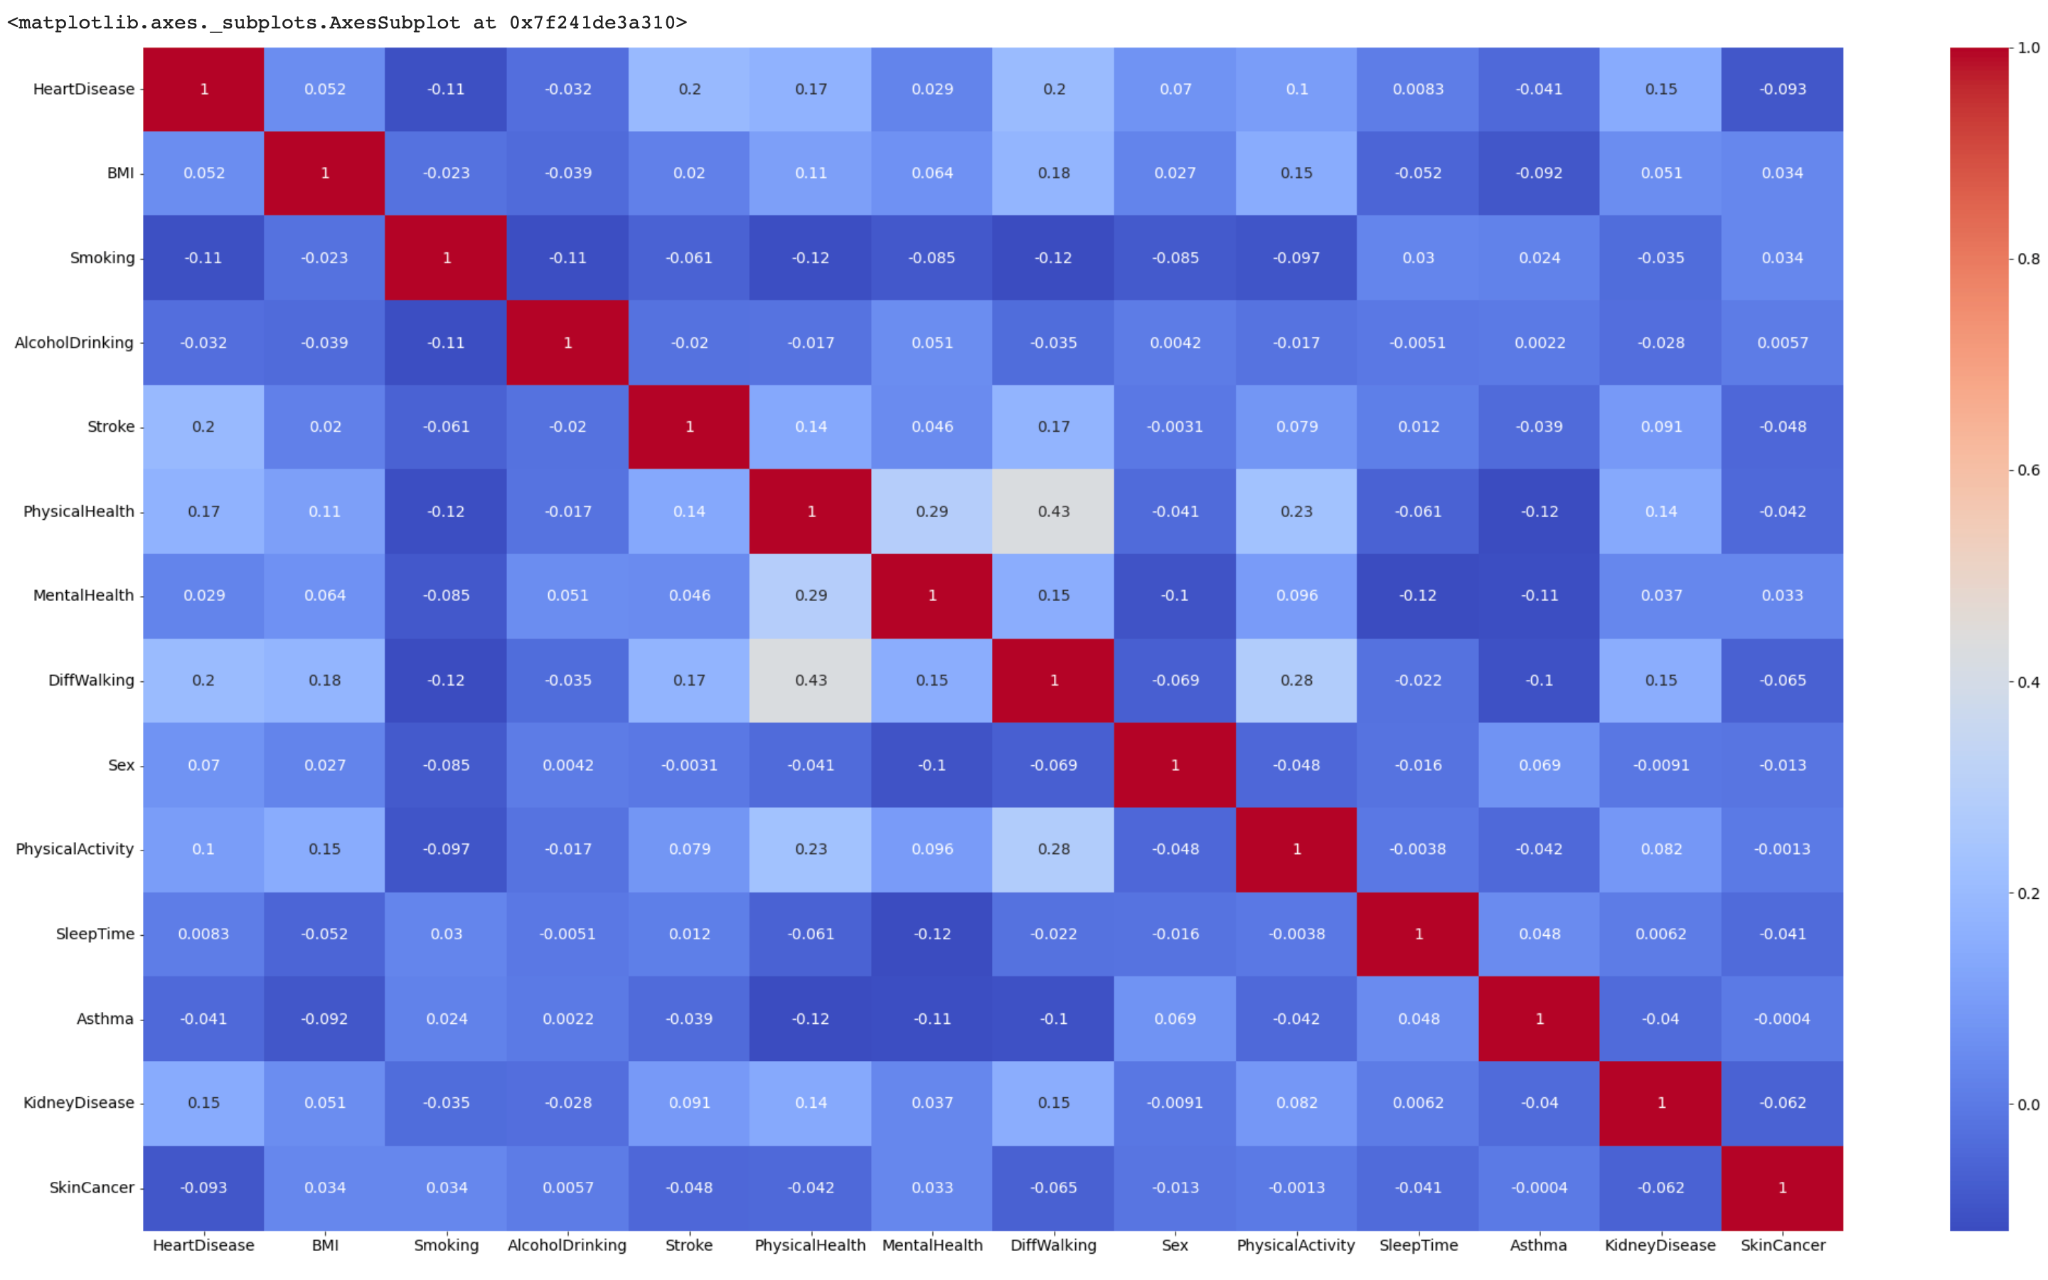 <matplotlib.axes._subplots.AxesSubplot at 0x7f241de3a310>
HeartDisease 1 0.052 -0.11 -0.032 0.2 0.17 0.029 0.2 0.07 0.1 0.0083 -0.041 0.15 -0.093
BMI 0.052 1 -0.023 -0.039 0.02 0.11 0.064 0.18 0.027 0.15 -0.052 -0.092 0.051 0.034
Smoking -0.11 -0.023 1 -0.11 -0.061 -0.12 -0.085 -0.12 -0.085 -0.097 0.03 0.024 -0.035 0.034
AlcoholDrinking -0.032 -0.039 -0.11 1 -0.02 -0.017 0.051 -0.035 0.0042 -0.017 -0.0051 0.0022 -0.028 0.0057
Stroke 0.2 0.02 -0.061 -0.02 1 0.14 0.046 0.17 -0.0031 0.079 0.012 -0.039 0.091 -0.048
PhysicalHealth 0.17 0.11 -0.12 -0.017 0.14 1 0.29 0.43 -0.041 0.23 -0.061 -0.12 0.14 -0.042
MentalHealth 0.029 0.064 -0.085 0.051 0.046 0.29 1 0.15 -0.1 0.096 -0.12 -0.11 0.037 0.033
DiffWalking 0.2 0.18 -0.12 -0.035 0.17 0.43 0.15 1 -0.069 0.28 -0.022 -0.1 0.15 -0.065
Sex 0.07 0.027 -0.085 0.0042 -0.0031 -0.041 -0.1 -0.069 1 -0.048 -0.016 0.069 -0.0091 -0.013
PhysicalActivity 0.1 0.15 -0.097 -0.017 0.079 0.23 0.096 0.28 -0.048 1 -0.0038 -0.042 0.082 -0.0013
SleepTime 0.0083 -0.052 0.03 -0.0051 0.012 -0.061 -0.12 -0.022 -0.016 -0.0038 1 0.048 0.0062 -0.041
Asthma -0.041 -0.092 0.024 0.0022 -0.039 -0.12 -0.11 -0.1 0.069 -0.042 0.048 1 -0.04 -0.0004
KidneyDisease 0.15 0.051 -0.035 -0.028 0.091 0.14 0.037 0.15 -0.0091 0.082 0.0062 -0.04 1 -0.062
SkinCancer -0.093 0.034 0.034 0.0057 -0.048 -0.042 0.033 -0.065 -0.013 -0.0013 -0.041 -0.0004 -0.062 1
HeartDisease BMI Smoking AlcoholDrinking Stroke PhysicalHealth MentalHealth DiffWalking Sex PhysicalActivity SleepTime Asthma KidneyDisease SkinCancer
1.0
0.8
0.6
0.4
0.2
0.0